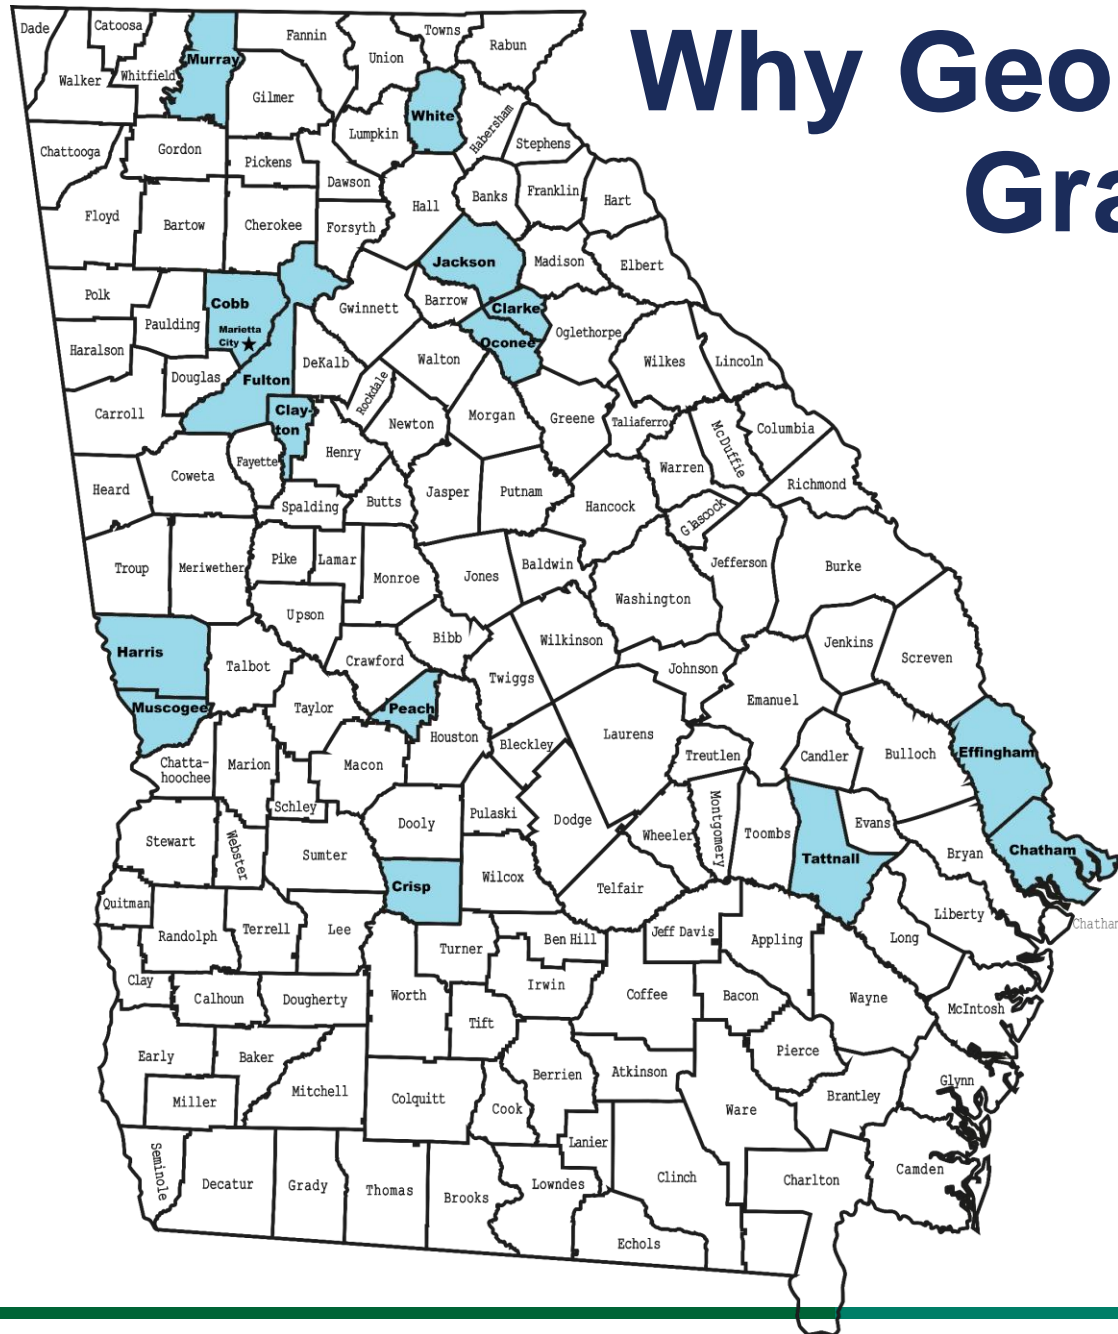 Why Geo
Gra
Dade
Catoosa
Walker
Whitfield
Murray
Fannin
Gilmer
Union
Towns
Rabun
White
Lumpkin
Habersham
Stephens
Chattooga
Gordon
Pickens
Dawson
Hall
Banks
Franklin
Hart
Floyd
Bartow
Cherokee
Forsyth
Jackson
Madison
Elbert
Polk
Paulding
Cobb
Marietta
City
Gwinnett
Barrow
Clarke
Oconee
Oglethorpe
Haralson
Douglas
Fulton
DeKalb
Rockdale
Walton
Wilkes
Lincoln
Carroll
Clay-
ton
Newton
Morgan
Greene
Taliaferro
McDuffie
Columbia
Heard
Coweta
Fayette
Henry
Spalding
Butts
Jasper
Putnam
Hancock
Warren
Glascock
Richmond
Troup
Meriwether
Pike
Lamar
Monroe
Jones
Baldwin
Washington
Jefferson
Burke
Upson
Bibb
Wilkinson
Jenkins
Screven
Harris
Talbot
Crawford
Twiggs
Johnson
Emanuel
Muscogee
Taylor
Peach
Houston
Bleckley
Laurens
Treutlen
Candler
Bulloch
Effingham
Chatta-
hoochee
Marion
Macon
Schley
Dooly
Pulaski
Dodge
Wheeler
Montgomery
Toombs
Tattnall
Evans
Bryan
Chatham
Stewart
Webster
Sumter
Crisp
Wilcox
Telfair
Liberty
Chatham
Quitman
Randolph
Terrell
Lee
Turner
Ben Hill
Jeff Davis
Appling
Long
Clay
Calhoun
Dougherty
Worth
Irwin
Tift
Coffee
Bacon
Wayne
McIntosh
Early
Baker
Miller
Mitchell
Colquitt
Cook
Berrien
Atkinson
Pierce
Ware
Brantley
Glynn
Lanier
Seminole
Decatur
Grady
Thomas
Brooks
Lowndes
Clinch
Charlton
Camden
Echols